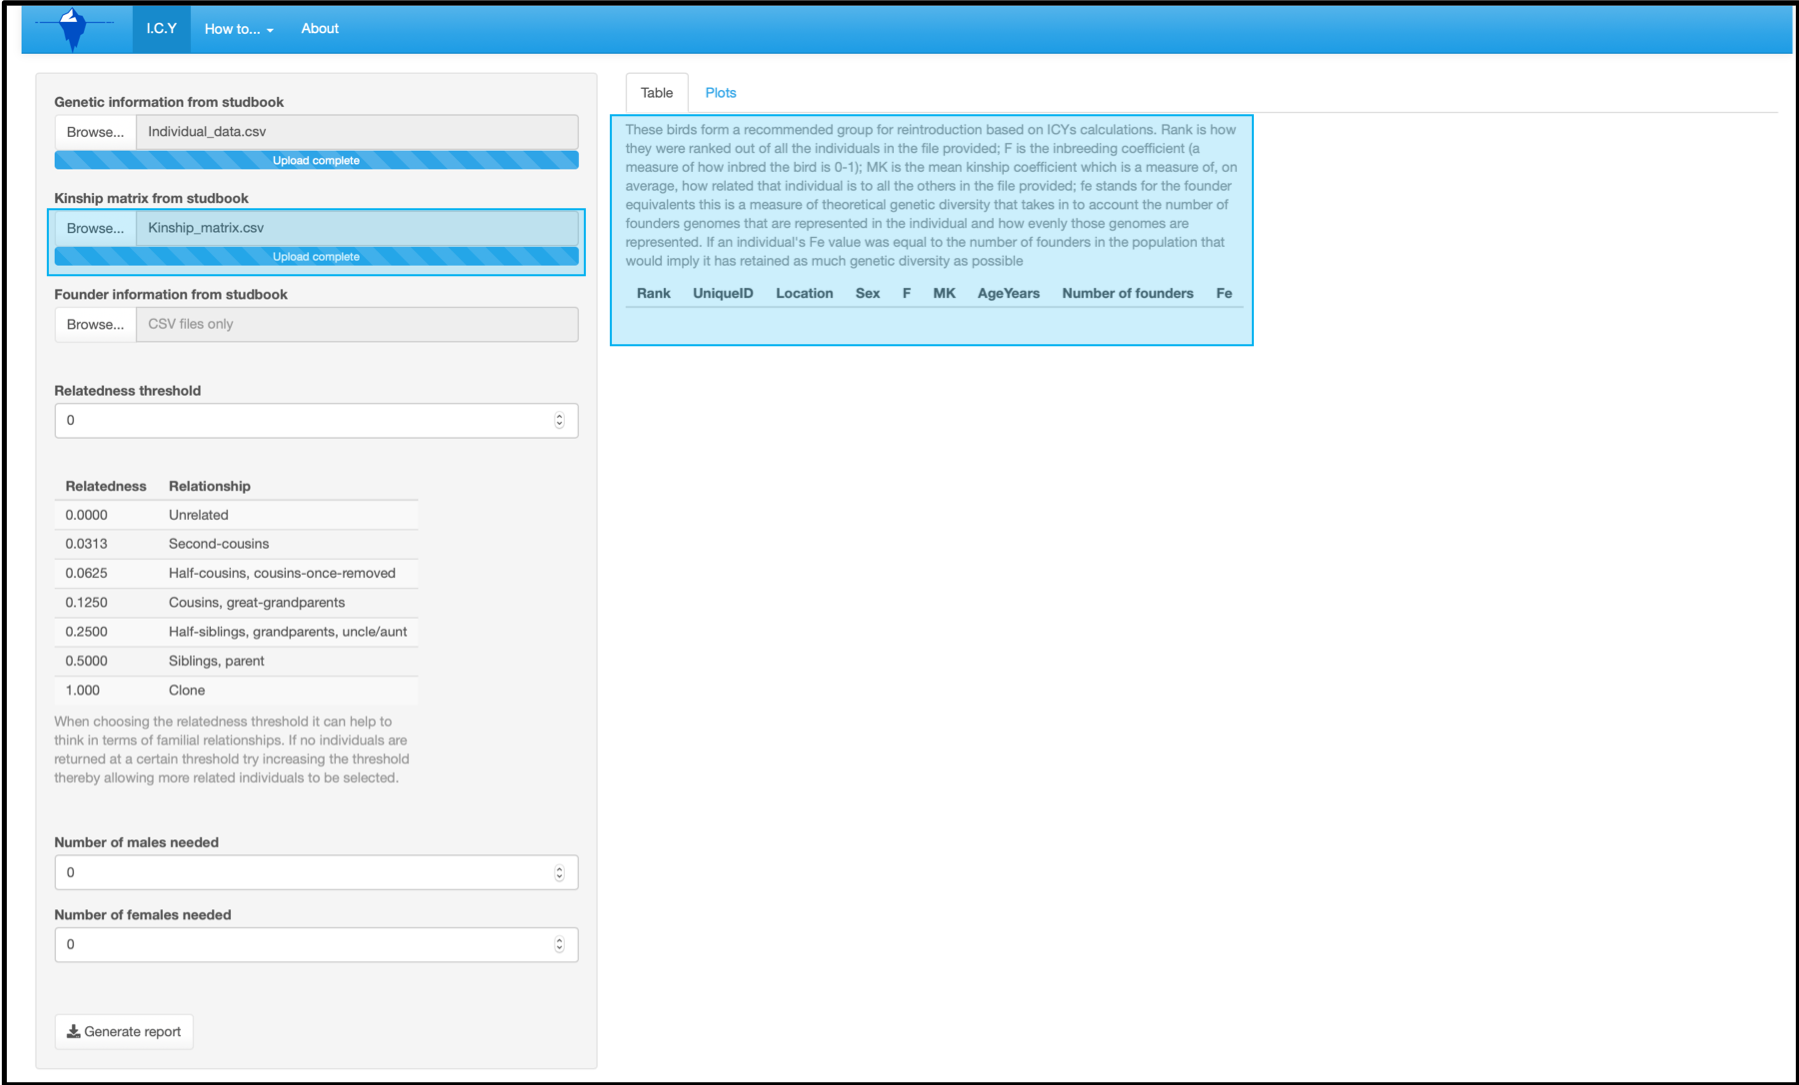 I.C.Y How to... About
Genetic information from studbook
Browse... Individual_data.csv
Upload complete
Kinship matrix from studbook
Browse... Kinship_matrix.csv
Upload complete
Founder information from studbook
Browse... CSV files only
Relatedness threshold
0
Relatedness Relationship
0.0000 Unrelated
0.0313 Second-cousins
0.0625 Half-cousins, cousins-once-removed
0.1250 Cousins, great-grandparents
0.2500 Half-siblings, grandparents, uncle/aunt
0.5000 Siblings, parent
1.000 Clone
When choosing the relatedness threshold it can help to
think in terms of familial relationships. If no individuals are
returned at a certain threshold try increasing the threshold
thereby allowing more related individuals to be selected.
Number of males needed
0
Number of females needed
0
Generate report
Table Plots
These birds form a recommended group for reintroduction based on ICYs calculations. Rank is how
they were ranked out of all the individuals in the file provided; F is the inbreeding coefficient (a
measure of how inbred the bird is 0-1); MK is the mean kinship coefficient which is a measure of, on
average, how related that individual is to all the others in the file provided; fe stands for the founder
equivalents this is a measure of theoretical genetic diversity that takes in to account the number of
founders genomes that are represented in the individual and how evenly those genomes are
represented. If an individual's Fe value was equal to the number of founders in the population that
would imply it has retained as much genetic diversity as possible
Rank UniqueID Location Sex F MK AgeYears Number of founders Fe